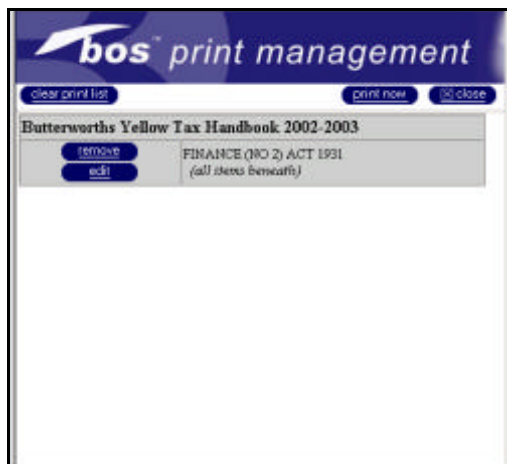 bos™ print management
clear print list print now close
Butterworths Yellow Tax Handbook 2002-2003
remove FINANCE (NO 2) ACT 1931
edit (all items beneath)